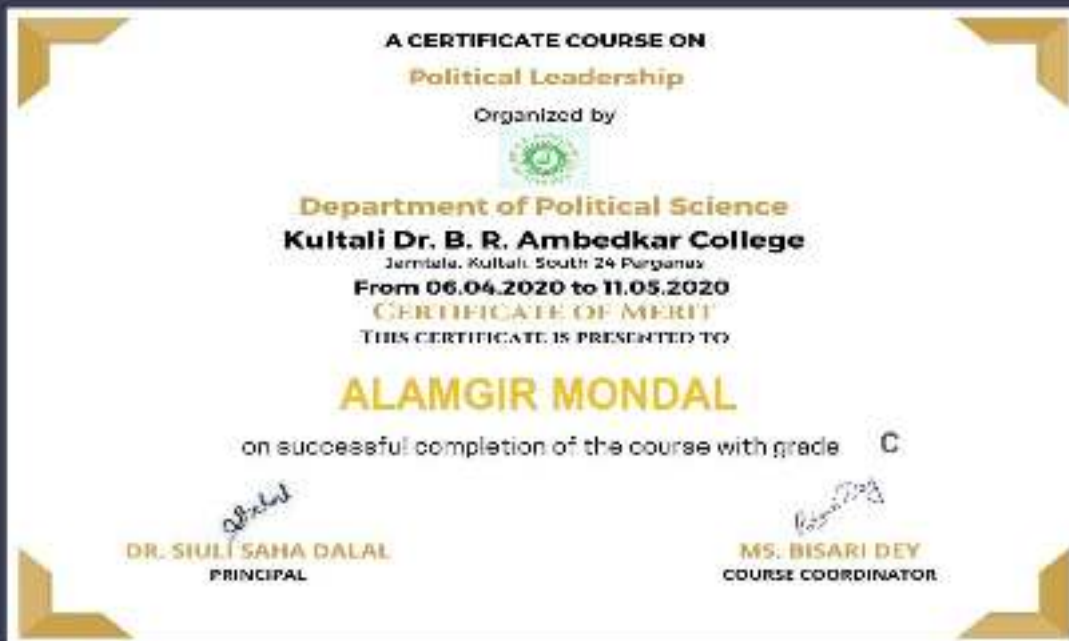 A CERTIFICATE COURSE ON
Political Leadership
Organized by
Department of Political Science
Kultali Dr. B. R. Ambedkar College
Jamtala, Kultali, South 24 Parganas
From 06.04.2020 to 11.05.2020
CERTIFICATE OF MERIT
THIS CERTIFICATE IS PRESENTED TO
ALAMGIR MONDAL
on successful completion of the course with grade C
DR. SIULI SAHA DALAL
PRINCIPAL
MS. BISARI DEY
COURSE COORDINATOR